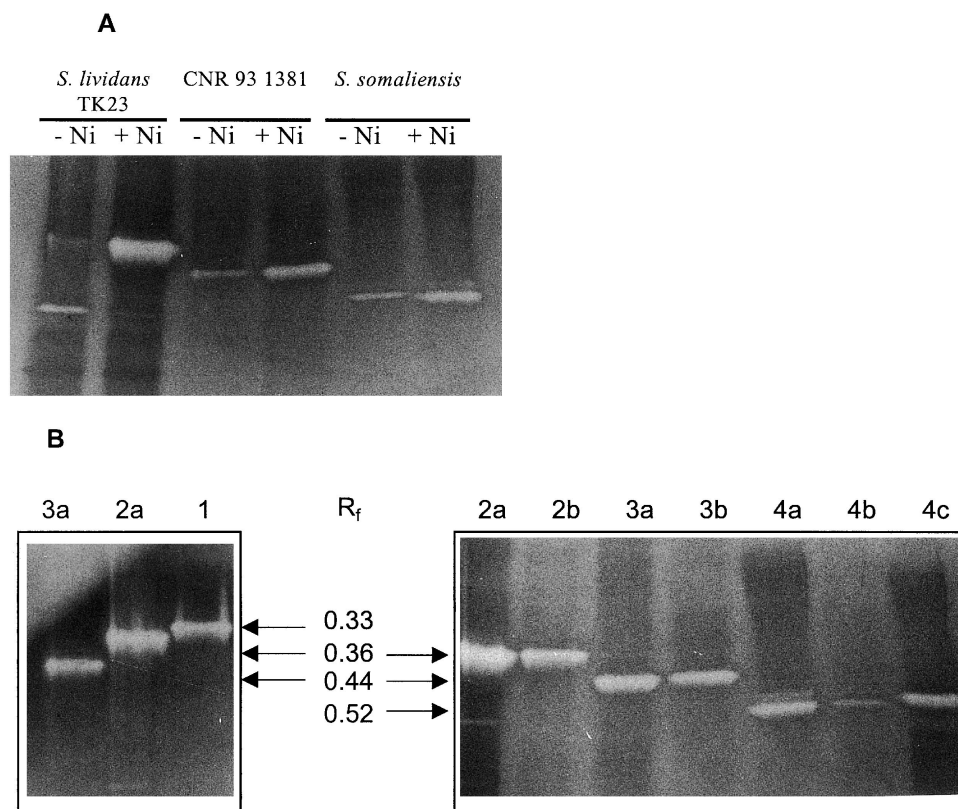 A
S. lividans TK23 CNR 93 1381 S. somaliensis
- Ni + Ni - Ni + Ni - Ni + Ni
B
3a 2a 1 Rf 2a 2b 3a 3b 4a 4b 4c
0.33
0.36
0.44
0.52